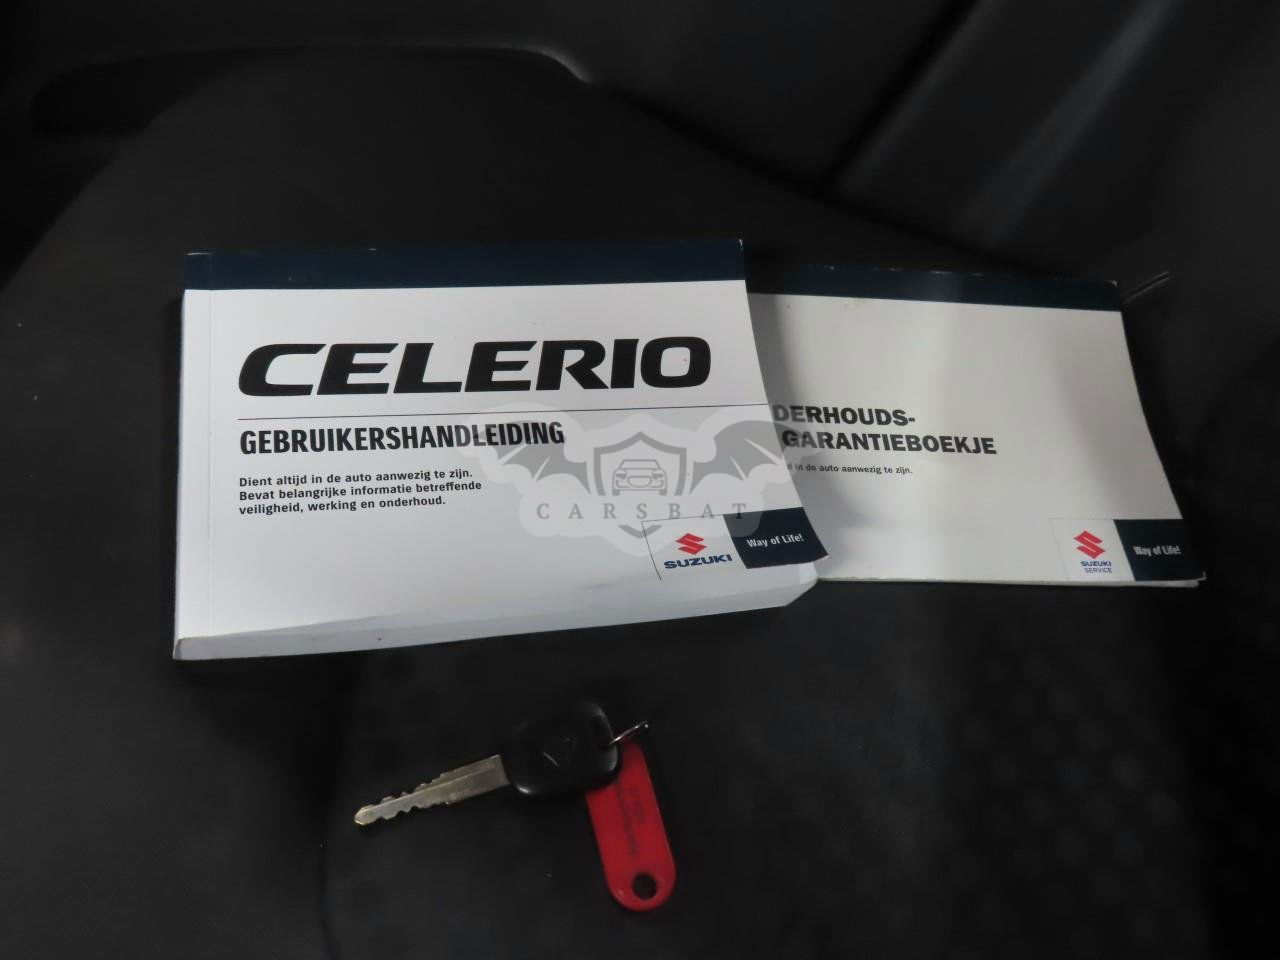 CELERIO
GEBRUIKERSHANDLEIDING
Dient altijd in de auto aanwezig te zijn.
Bevat belangrijke informatie betreffende
veiligheid, werking en onderhoud.
SUZUKI
Way of Life!
DERHOUDS-
GARANTIEBOEKJE
in de auto aanwezig te zijn.
SUZUKI
SERVICE
Way of Life!
CARSBAT